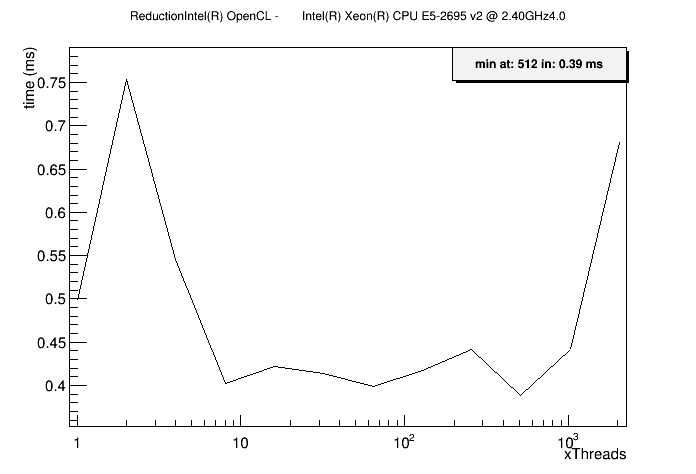 ReductionIntel(R) OpenCL - Intel(R) Xeon(R) CPU E5-2695 v2 @ 2.40GHz4.0
min at: 512 in: 0.39 ms
time (ms)
0.75
0.7
0.65
0.6
0.55
0.5
0.45
0.4
1 10 10² 10³
xThreads